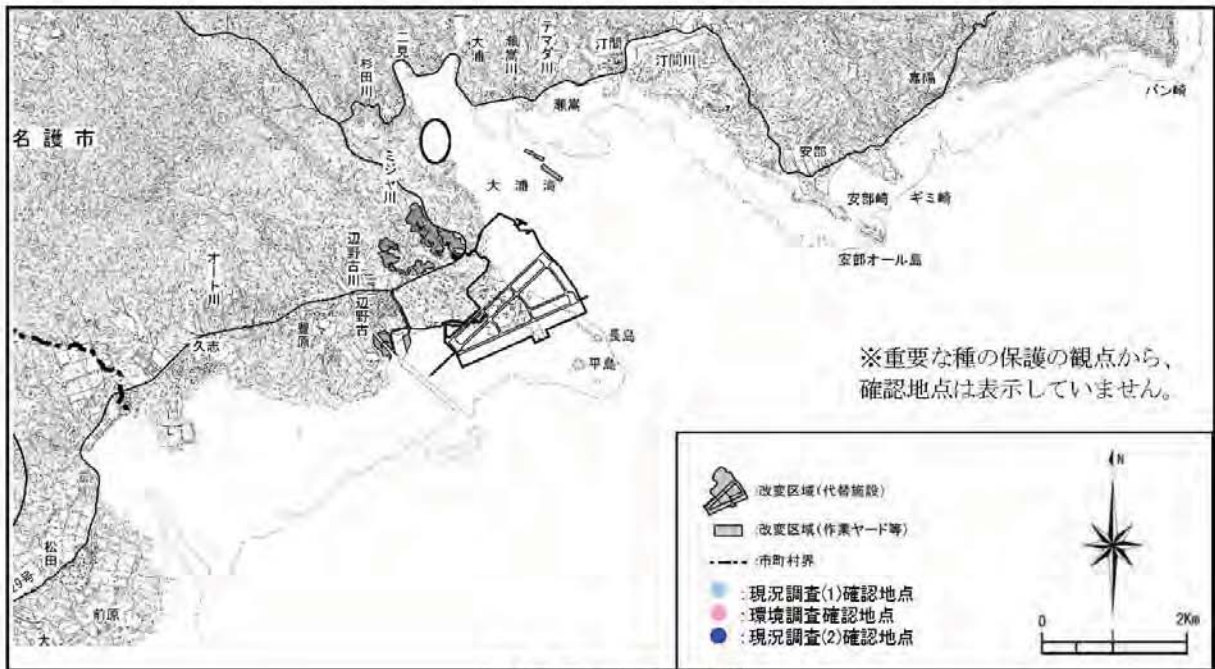 名護市
二見
杉田川
大浦
瀬嵩川
テマダ川
汀間
汀間川
瀬嵩
嘉陽
バン崎
安部
安部崎
ギミ崎
安部オール島
大浦湾
ミジャ川
辺野古川
辺野古
オートガ川
豊原
久志
長島
平島
松田
前原
大
29号
※重要な種の保護の観点から、
確認地点は表示していません。
:改変区域(代替施設)
:改変区域(作業ヤード等)
:市町村界
:現況調査(1)確認地点
:環境調査確認地点
:現況調査(2)確認地点
N
0 2Km